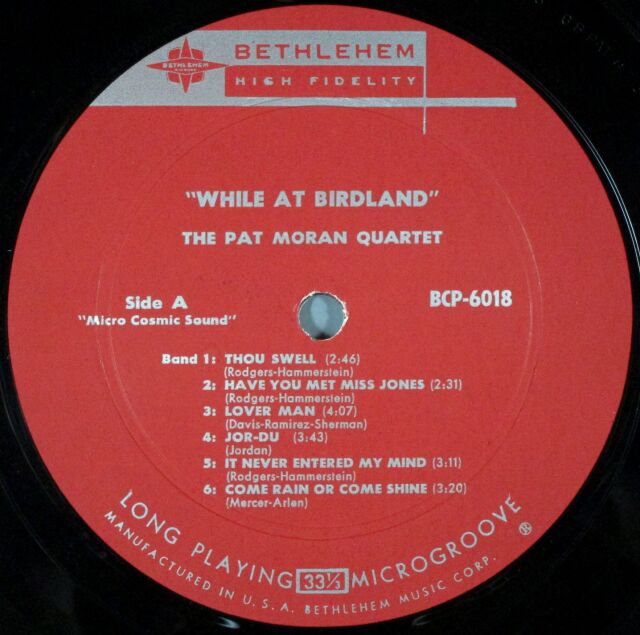 BETHLEHEM
BETHLEHEM
HIGH FIDELITY
"WHILE AT BIRDLAND"
THE PAT MORAN QUARTET
Side A
"Micro Cosmic Sound"
BCP-6018
Band 1: THOU SWELL (2:46)
(Rodgers-Hammerstein)
2: HAVE YOU MET MISS JONES (2:31)
(Rodgers-Hammerstein)
3: LOVER MAN (4:07)
(Davis-Ramirez-Sherman)
4: JOR-DU (3:43)
(Jordan)
5: IT NEVER ENTERED MY MIND (3:11)
(Rodgers-Hammerstein)
6: COME RAIN OR COME SHINE (3:20)
(Mercer-Arlen)
LONG PLAYING 33⅓ MICROGROOVE ®
MANUFACTURED IN U.S.A. BETHLEHEM MUSIC CORP.